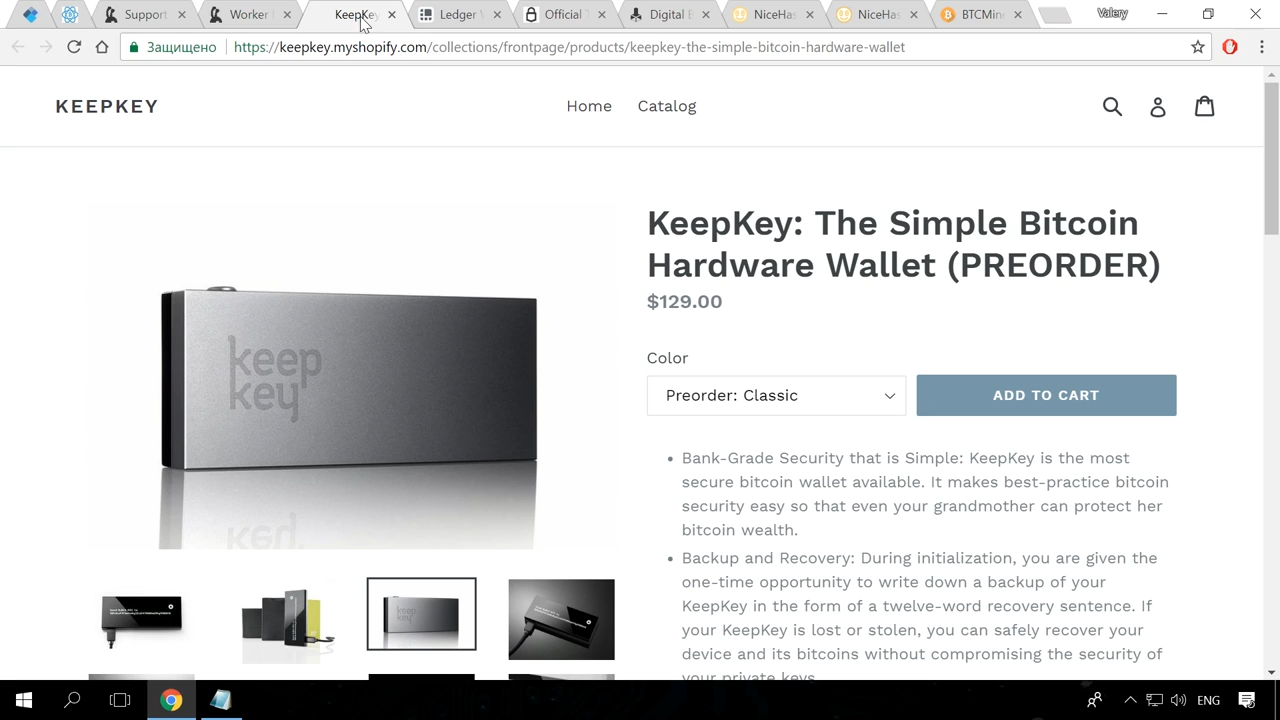 Support
Worker
KeepKey
Ledger
Official
Digital
NiceHas
NiceHas
BTCMine
Valery
Защищено
https://keepkey.myshopify.com/collections/frontpage/products/keepkey-the-simple-bitcoin-hardware-wallet
KEEPKEY
Home
Catalog
keep
key
KeepKey: The Simple Bitcoin
Hardware Wallet (PREORDER)
$129.00
Color
Preorder: Classic
ADD TO CART
• Bank-Grade Security that is Simple: KeepKey is the most
secure bitcoin wallet available. It makes best-practice bitcoin
security easy so that even your grandmother can protect her
bitcoin wealth.
• Backup and Recovery: During initialization, you are given the
one-time opportunity to write down a backup of your
KeepKey in the form of a twelve-word recovery sentence. If
your KeepKey is lost or stolen, you can safely recover your
device and its bitcoins without compromising the security of
your private keys.
ENG